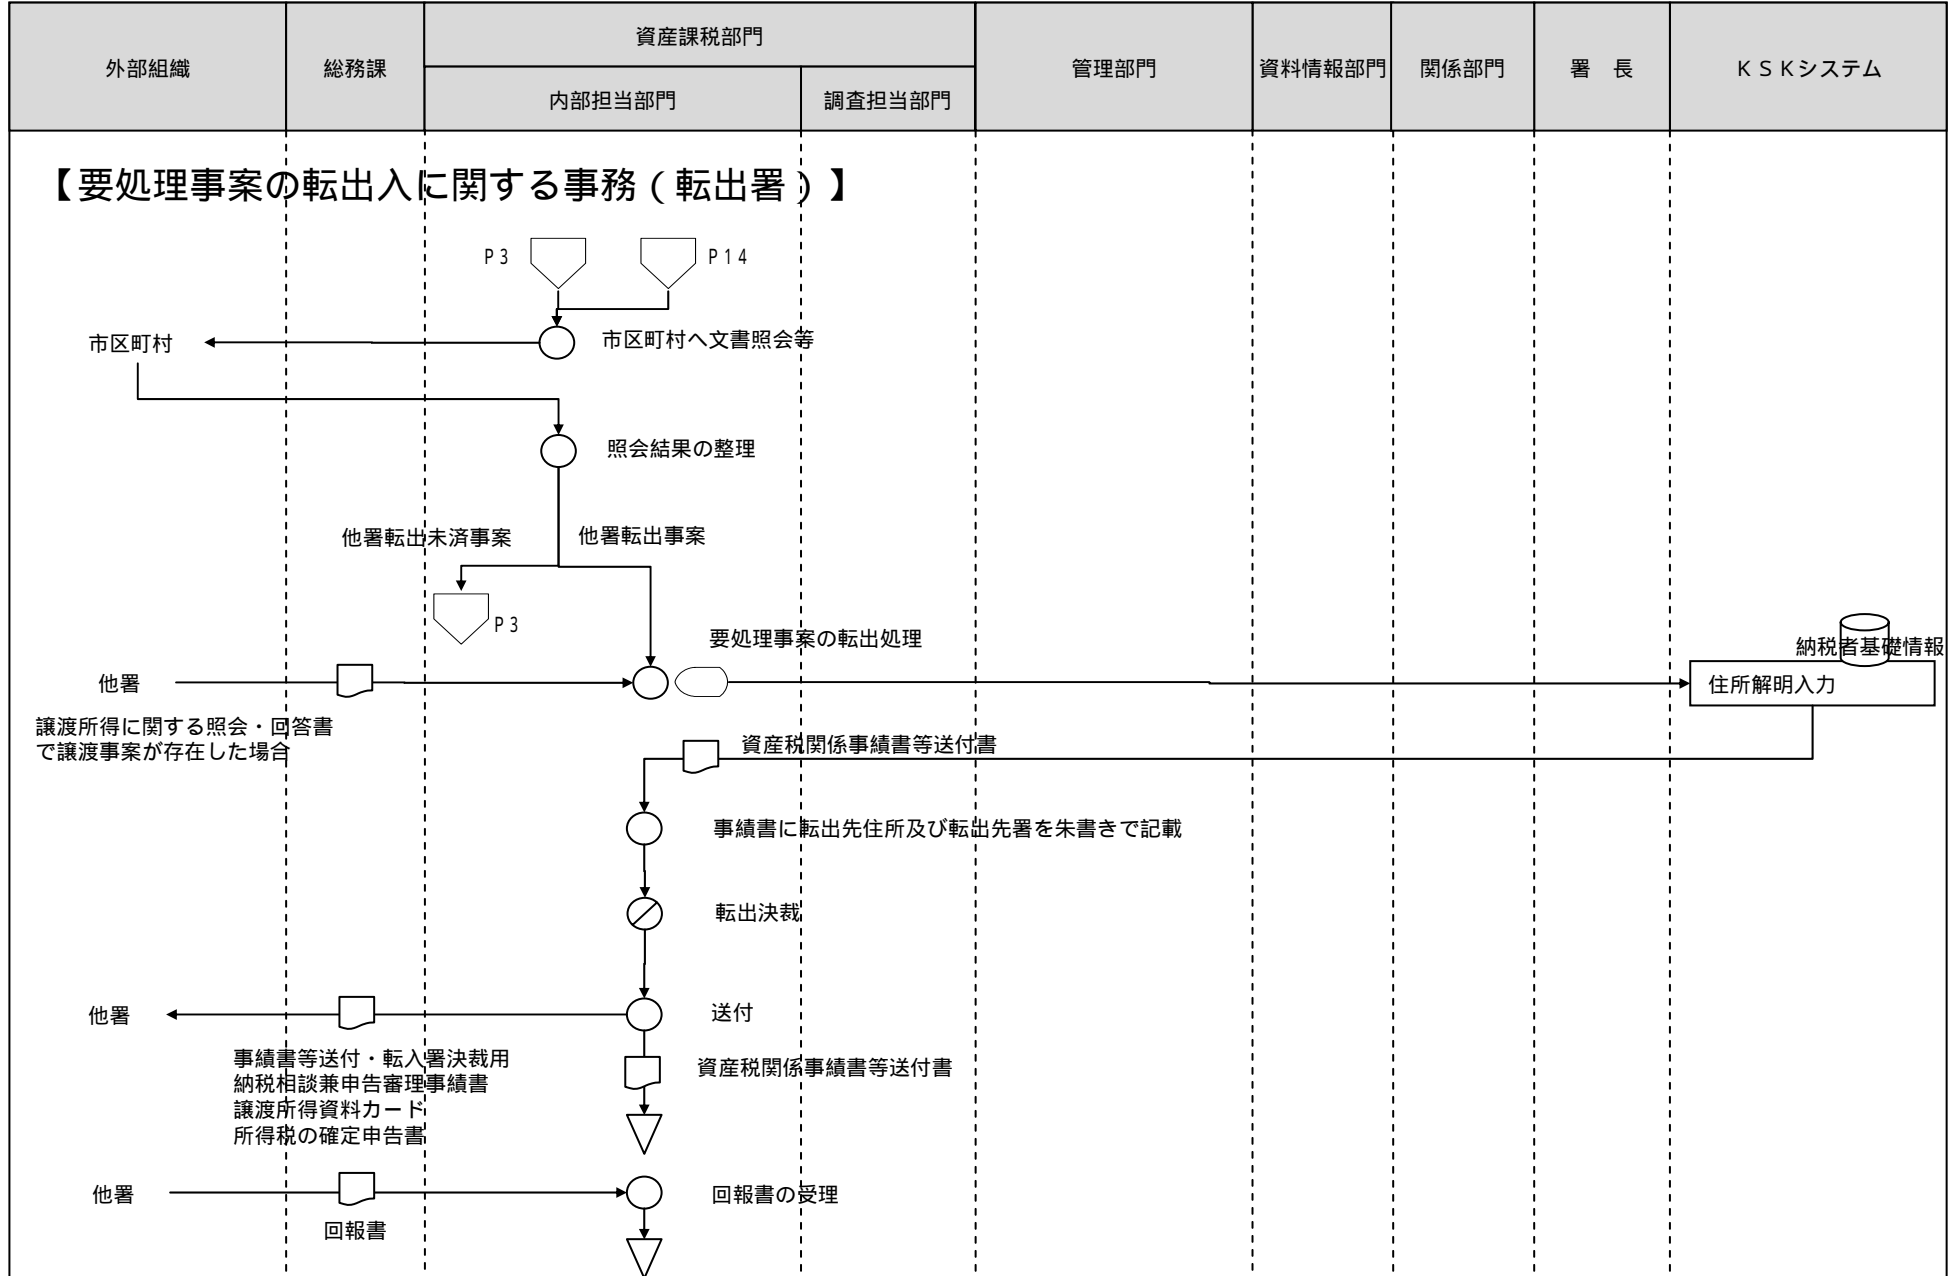 外部組織
総務課
資産課税部門
内部担当部門
調査担当部門
管理部門
資料情報部門
関係部門
署　長
ＫＳＫシステム
【要処理事案の転出入に関する事務（転出署）】
Ｐ３
Ｐ１４
市区町村
市区町村へ文書照会等
照会結果の整理
他署転出未済事案
他署転出事案
Ｐ３
要処理事案の転出処理
納税者基礎情報
他署
住所解明入力
譲渡所得に関する照会・回答書
で譲渡事案が存在した場合
資産税関係事績書等送付書
事績書に転出先住所及び転出先署を朱書きで記載
転出決裁
他署
送付
事績書等送付・転入署決裁用
納税相談兼申告審理事績書
譲渡所得資料カード
所得税の確定申告書
資産税関係事績書等送付書
他署
回報書の受理
回報書